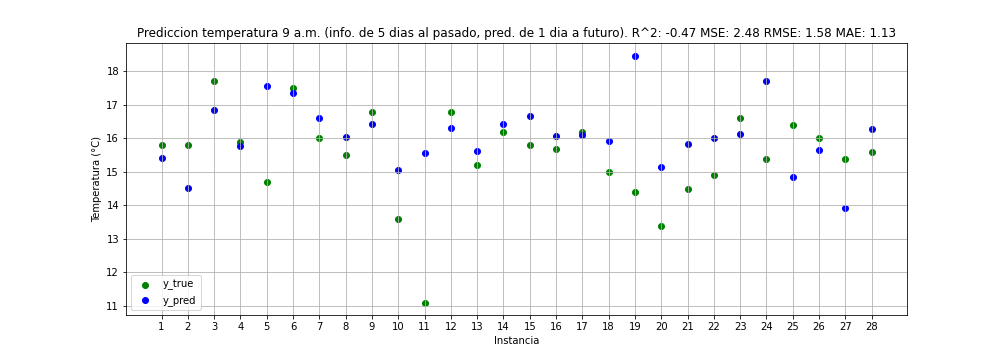 Prediccion temperatura 9 a.m. (info. de 5 dias al pasado, pred. de 1 dia a futuro). R^2: -0.47 MSE: 2.48 RMSE: 1.58 MAE: 1.13
18
17
16
15
14
13
12
11
Temperatura (°C)
y_true
y_pred
1 2 3 4 5 6 7 8 9 10 11 12 13 14 15 16 17 18 19 20 21 22 23 24 25 26 27 28
Instancia